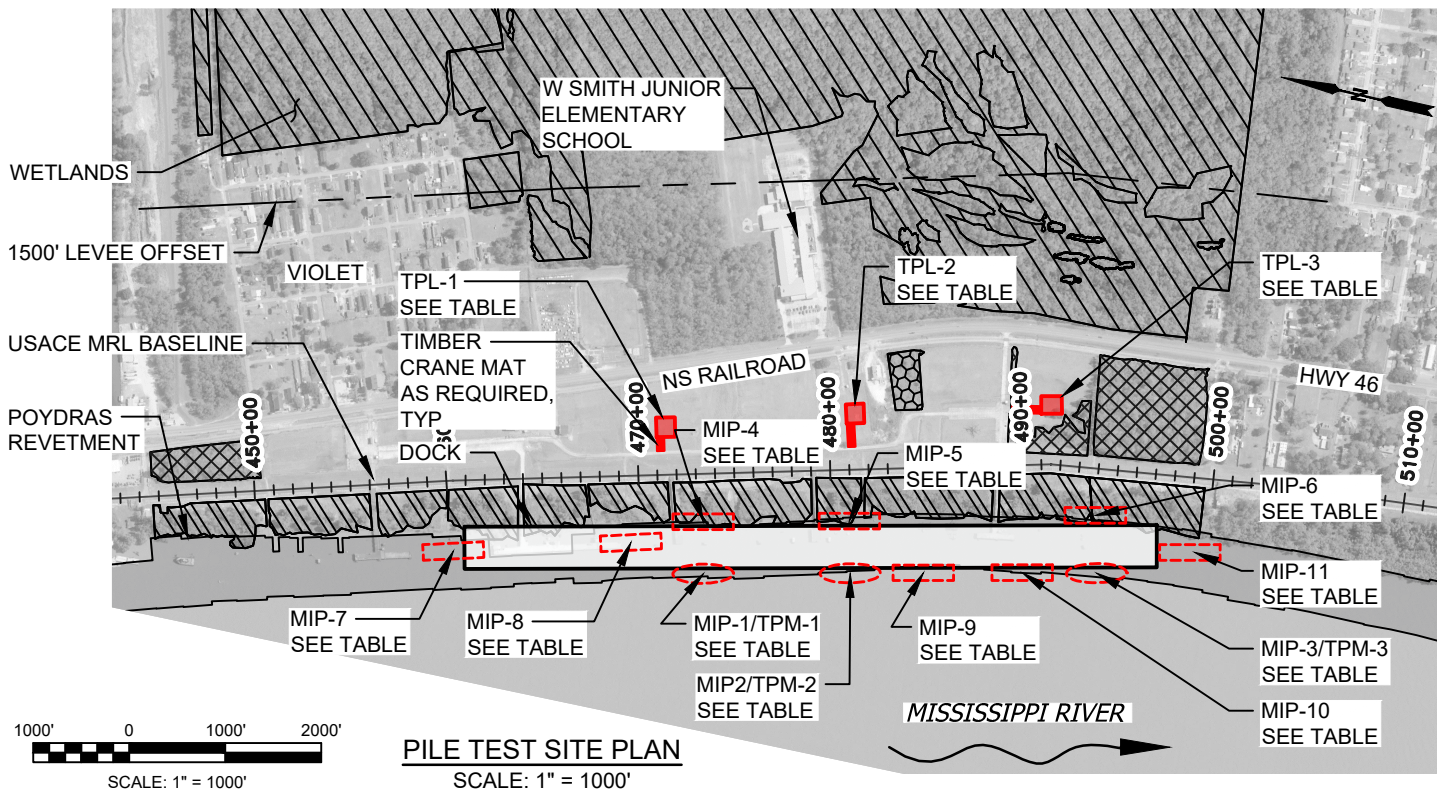 W SMITH JUNIOR
ELEMENTARY
SCHOOL
N
WETLANDS
1500' LEVEE OFFSET
VIOLET
TPL-1
SEE TABLE
TPL-2
SEE TABLE
TPL-3
SEE TABLE
USACE MRL BASELINE
TIMBER
CRANE MAT
AS REQUIRED,
TYP
NS RAILROAD
HWY 46
POYDRAS
REVETMENT
450+00
470+00
480+00
490+00
500+00
510+00
DOCK
MIP-4
SEE TABLE
MIP-5
SEE TABLE
MIP-6
SEE TABLE
MIP-7
SEE TABLE
MIP-8
SEE TABLE
MIP-1/TPM-1
SEE TABLE
MIP2/TPM-2
SEE TABLE
MIP-9
SEE TABLE
MIP-11
SEE TABLE
MIP-3/TPM-3
SEE TABLE
MIP-10
SEE TABLE
MISSISSIPPI RIVER
1000' 0 1000' 2000'
SCALE: 1" = 1000'
PILE TEST SITE PLAN
SCALE: 1" = 1000'